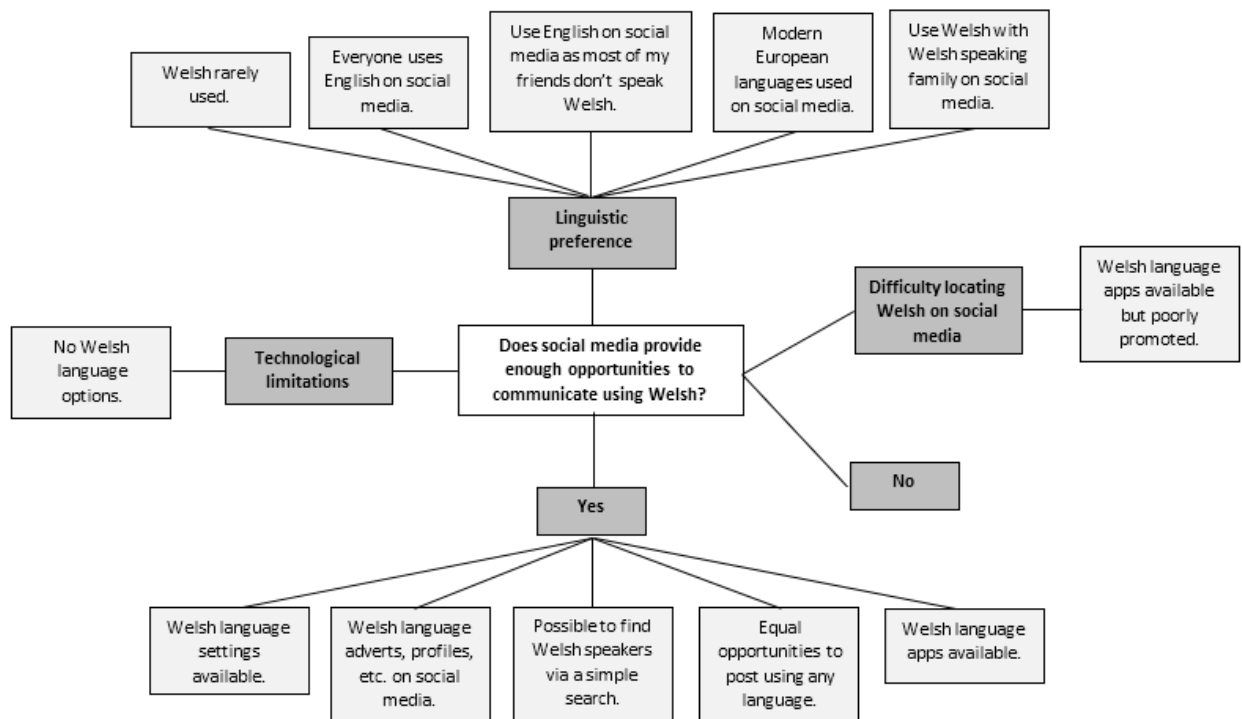 Welsh rarely
used.
Everyone uses
English on social
media.
Use English on social
media as most of my
friends don't speak
Welsh.
Modern
European
languages used
on social media.
Use Welsh with
Welsh speaking
family on social
media.
Linguistic
preference
Difficulty locating
Welsh on social
media
Welsh language
apps available
but poorly
promoted.
No Welsh
language
options.
Technological
limitations
Does social media provide
enough opportunities to
communicate using Welsh?
No
Yes
Welsh language
settings
available.
Welsh language
adverts, profiles,
etc. on social
media.
Possible to find
Welsh speakers
via a simple
search.
Equal
opportunities to
post using any
language.
Welsh language
apps available.